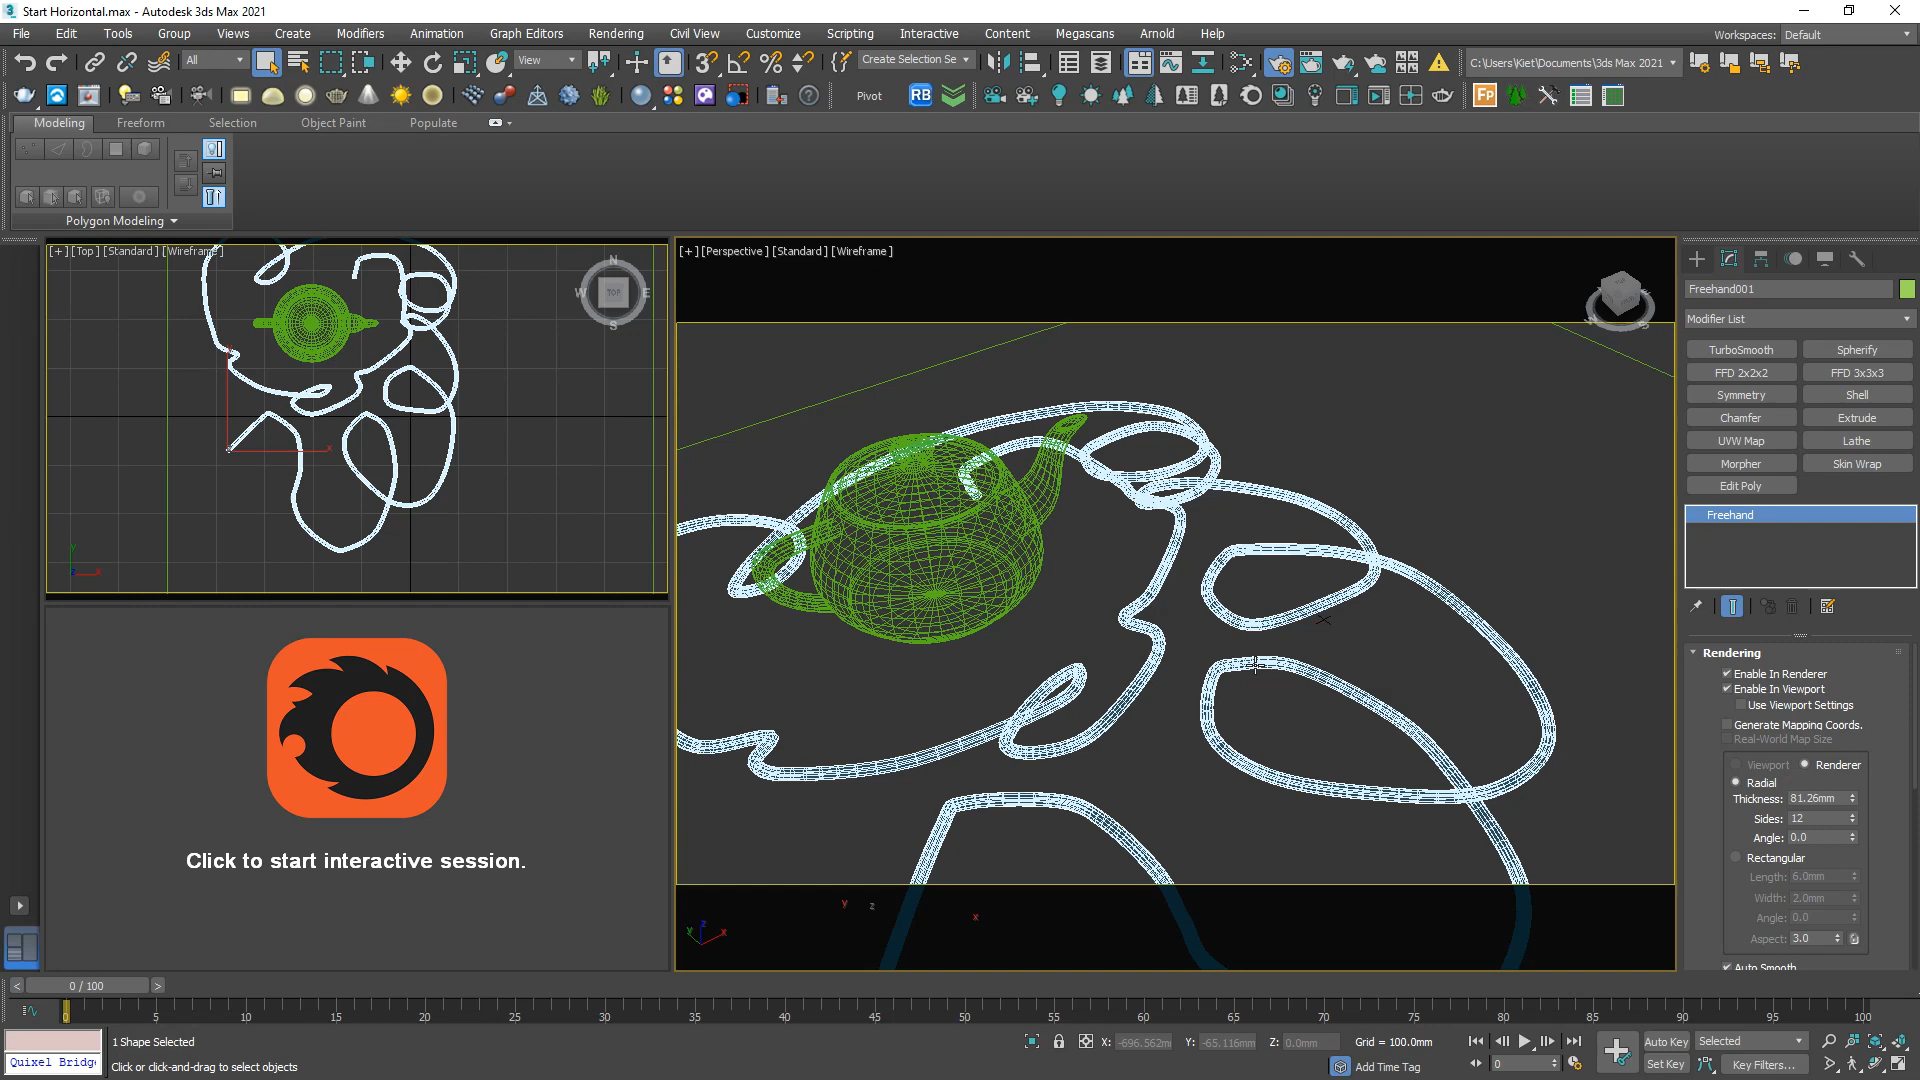 Start Horizontal.max - Autodesk 3ds Max 2021
File Edit Tools Group Views Create Modifiers Animation Graph Editors Rendering Civil View Customize Scripting Interactive Content Megascans Arnold Help Workspaces: Default
All View Create Selection Se C:\Users\Kiet\Documents\3ds Max 2021
Pivot RB Fp
Modeling Freeform Selection Object Paint Populate
Polygon Modeling
[+] [Top ] [Standard ] [Wireframe ]
[+] [Perspective ] [Standard ] [Wireframe ]
N
W TOP E
S
Freehand001
Modifier List
TurboSmooth Spherify
FFD 2x2x2 FFD 3x3x3
Symmetry Shell
Chamfer Extrude
UVW Map Lathe
Morpher Skin Wrap
Edit Poly
Freehand
Rendering
Enable In Renderer
Enable In Viewport
Use Viewport Settings
Generate Mapping Coords.
Real-World Map Size
Viewport Renderer
Radial
Thickness: 81.26mm
Sides: 12
Angle: 0.0
Rectangular
Length: 6.0mm
Width: 2.0mm
Angle: 0.0
Aspect: 3.0
Auto Smooth
Click to start interactive session.
0 / 100
0 5 10 15 20 25 30 35 40 45 50 55 60 65 70 75 80 85 90 95 100
1 Shape Selected
X: -696.562m Y: -65.116mm Z: 0.0mm Grid = 100.0mm
Auto Key Selected
Quixel Bridg
Click or click-and-drag to select objects
Add Time Tag
0
Set Key Key Filters...